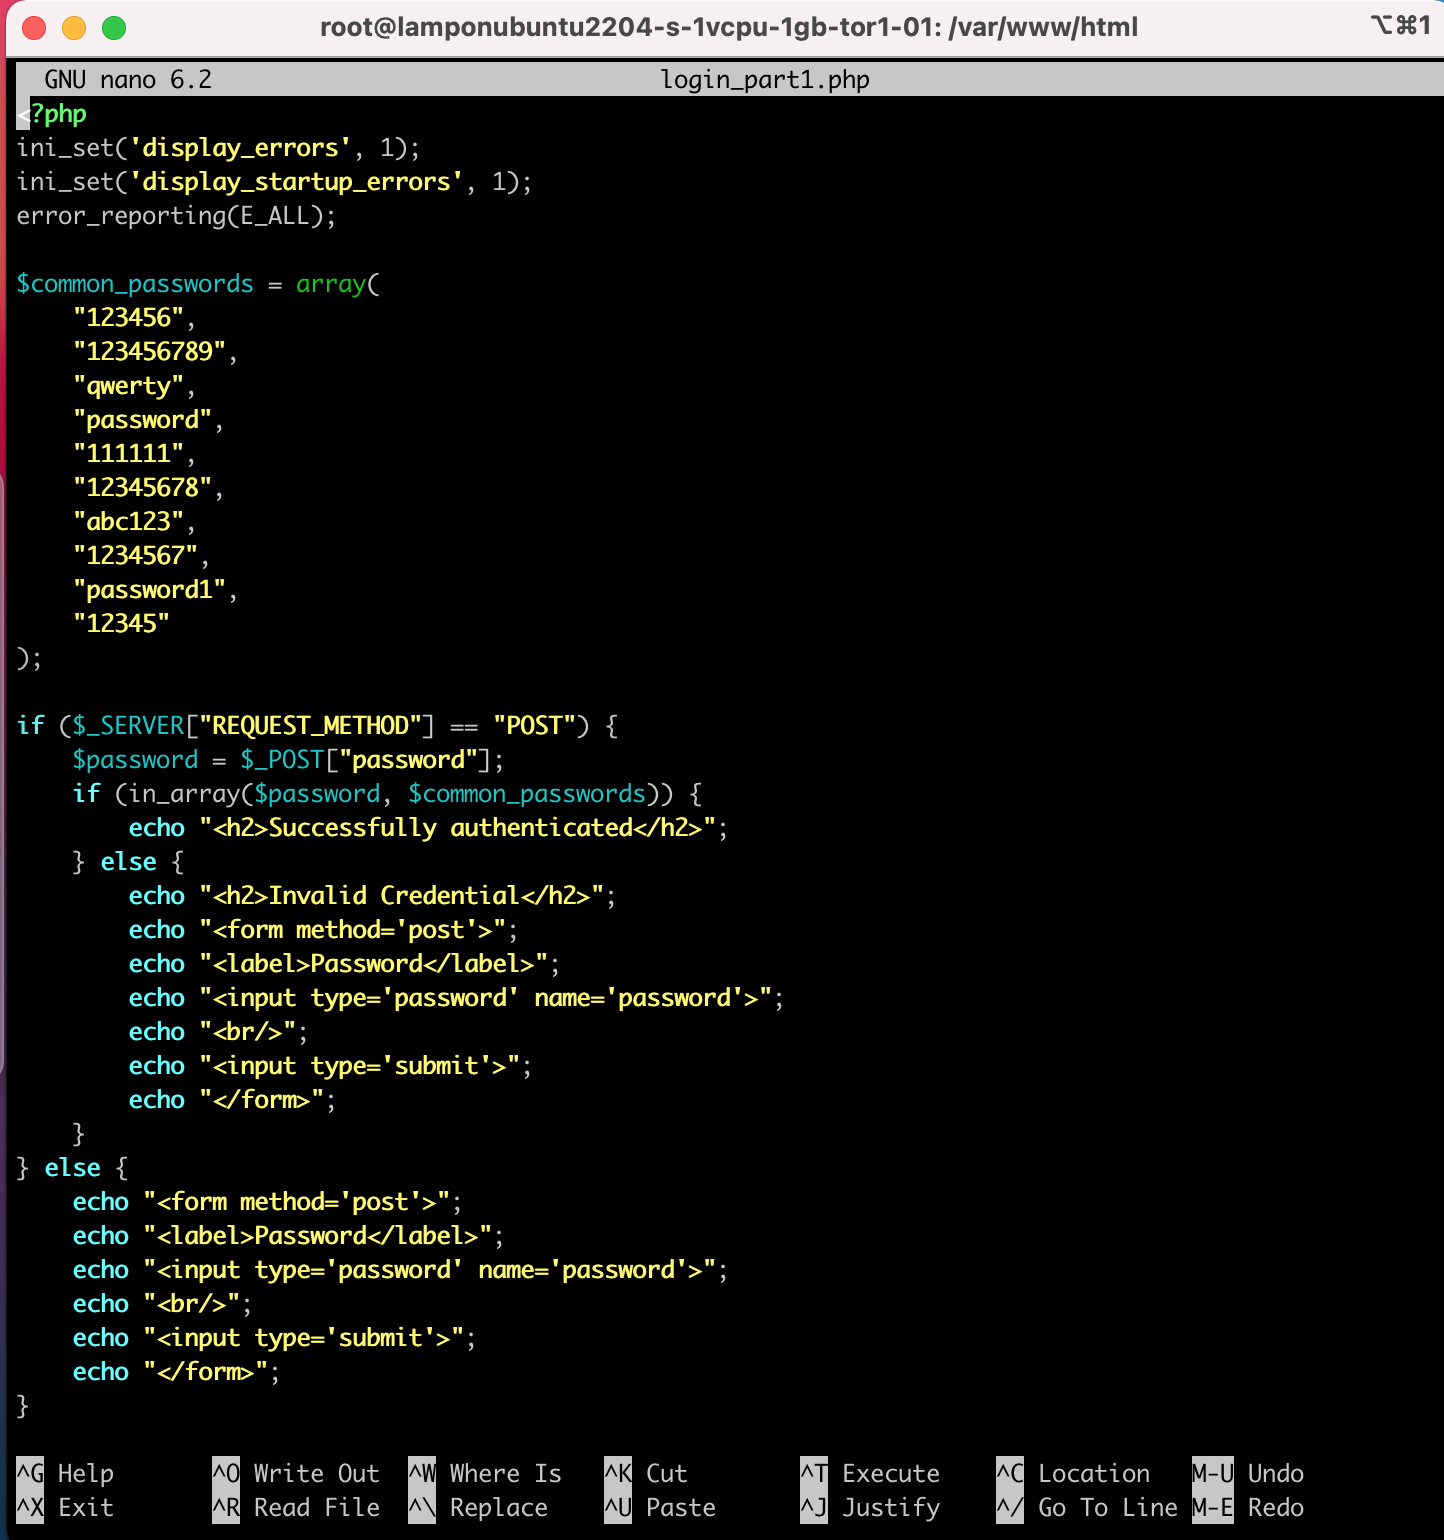 root@lamponubuntu2204-s-1vcpu-1gb-tor1-01: /var/www/html ⌥⌘1
GNU nano 6.2 login_part1.php
<?php
ini_set('display_errors', 1);
ini_set('display_startup_errors', 1);
error_reporting(E_ALL);

$common_passwords = array(
    "123456",
    "123456789",
    "qwerty",
    "password",
    "111111",
    "12345678",
    "abc123",
    "1234567",
    "password1",
    "12345"
);

if ($_SERVER["REQUEST_METHOD"] == "POST") {
    $password = $_POST["password"];
    if (in_array($password, $common_passwords)) {
        echo "<h2>Successfully authenticated</h2>";
    } else {
        echo "<h2>Invalid Credential</h2>";
        echo "<form method='post'>";
        echo "<label>Password</label>";
        echo "<input type='password' name='password'>";
        echo "<br/>";
        echo "<input type='submit'>";
        echo "</form>";
    }
} else {
    echo "<form method='post'>";
    echo "<label>Password</label>";
    echo "<input type='password' name='password'>";
    echo "<br/>";
    echo "<input type='submit'>";
    echo "</form>";
}

^G Help ^O Write Out ^W Where Is ^K Cut ^T Execute ^C Location M-U Undo
^X Exit ^R Read File ^\ Replace ^U Paste ^J Justify ^/ Go To Line M-E Redo